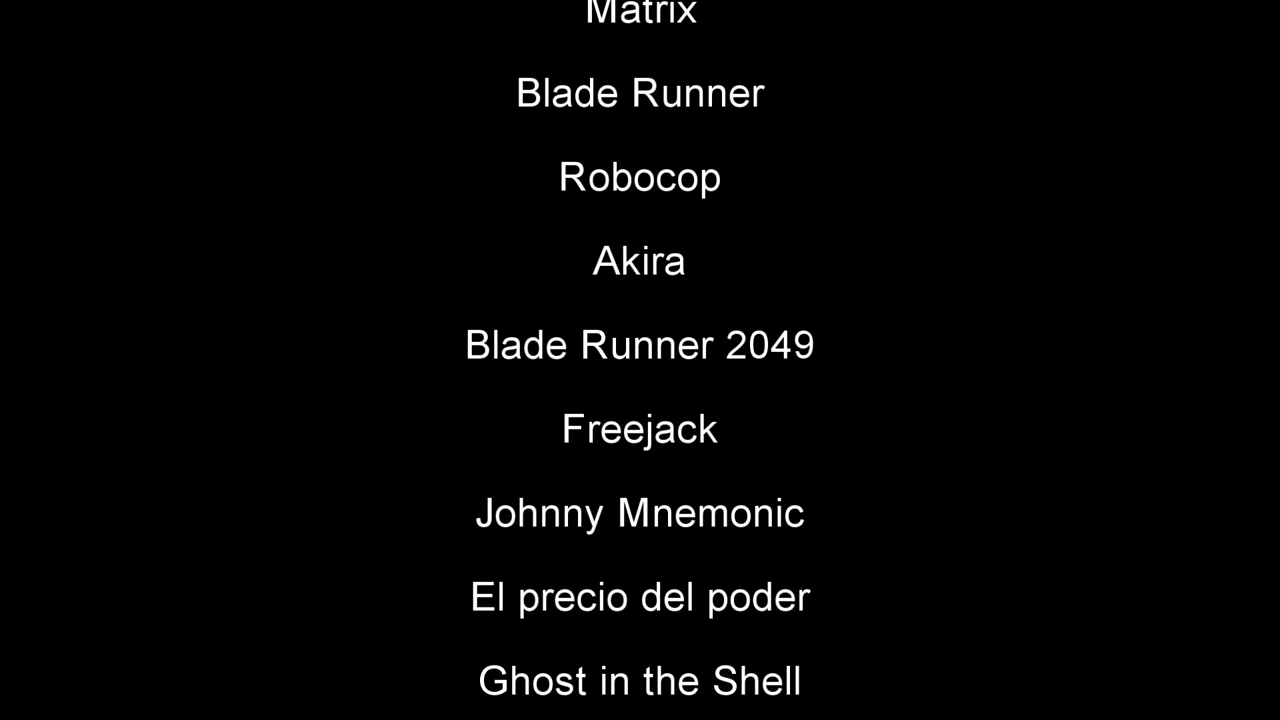 Matrix
Blade Runner
Robocop
Akira
Blade Runner 2049
Freejack
Johnny Mnemonic
El precio del poder
Ghost in the Shell